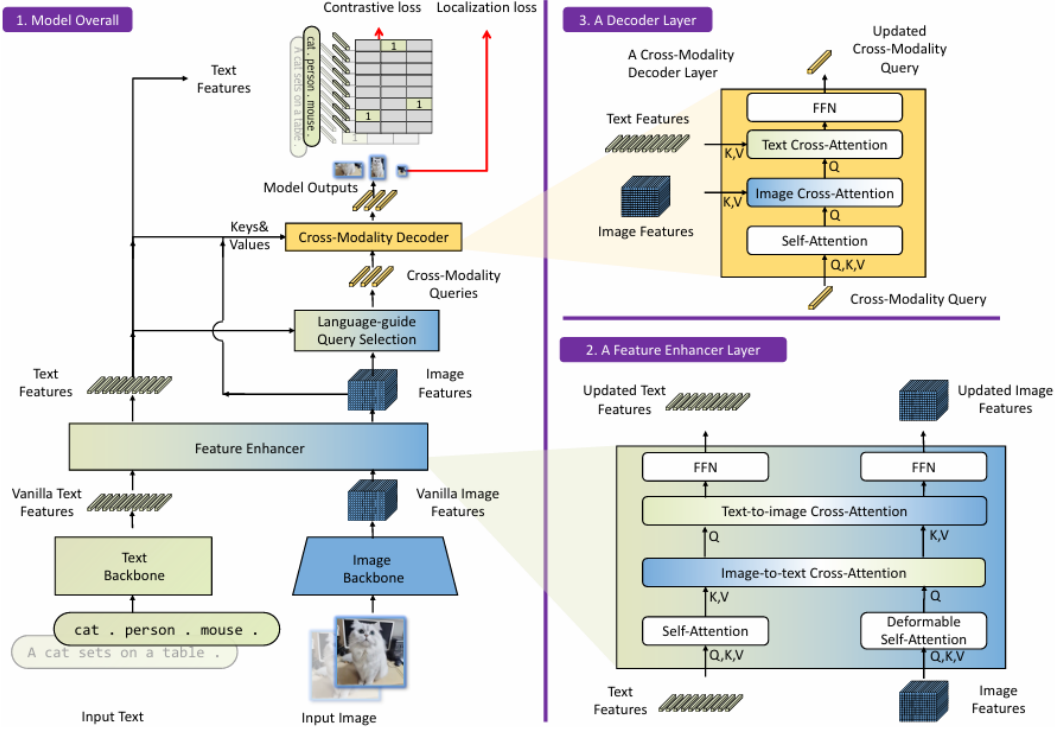 1. Model Overall
Contrastive loss
Localization loss
cat . person . mouse .
A cat sets on a table .
1
1
1
1
Text
Features
Model Outputs
Keys&
Values
Cross-Modality Decoder
Cross-Modality
Queries
Language-guide
Query Selection
Text
Features
Image
Features
Feature Enhancer
Vanilla Text
Features
Vanilla Image
Features
Text
Backbone
Image
Backbone
cat . person . mouse .
A cat sets on a table .
Input Text
Input Image
3. A Decoder Layer
A Cross-Modality
Decoder Layer
Updated
Cross-Modality
Query
FFN
Text Features
Text Cross-Attention
K,V
Q
Image Cross-Attention
K,V
Q
Image Features
Self-Attention
Q,K,V
Cross-Modality Query
2. A Feature Enhancer Layer
Updated Text
Features
Updated Image
Features
FFN
FFN
Text-to-image Cross-Attention
Q
K,V
Image-to-text Cross-Attention
K,V
Q
Self-Attention
Deformable
Self-Attention
Q,K,V
Q,K,V
Text
Features
Image
Features